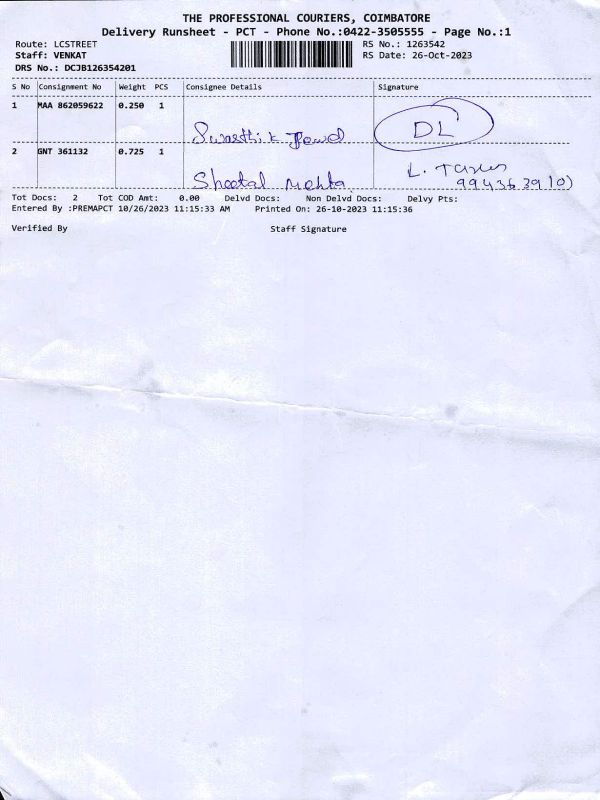 THE PROFESSIONAL COURIERS, COIMBATORE
Delivery Runsheet - PCT - Phone No.:0422-3505555 - Page No.:1
Route: LCSTREET RS No.: 1263542
Staff: VENKAT RS Date: 26-Oct-2023
DRS No.: DCJB126354201
S No Consignment No Weight PCS Consignee Details Signature
1 MAA 862059622 0.250 1
Swasthik DL
2 GNT 361132 0.725 1
L.
Sheetal Mehta
Tot Docs: 2 Tot COD Amt: 0.00 Delvd Docs: Non Delvd Docs: Delvy Pts:
Entered By :PREMAPCT 10/26/2023 11:15:33 AM Printed On: 26-10-2023 11:15:36
Verified By Staff Signature